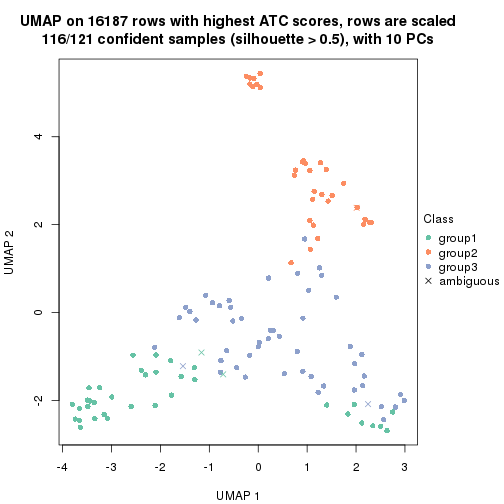 UMAP on 16187 rows with highest ATC scores, rows are scaled
116/121 confident samples (silhouette > 0.5), with 10 PCs
4
2
0
-2
UMAP 2
-4
-3
-2
-1
0
1
2
3
UMAP 1
Class
group1
group2
group3
ambiguous